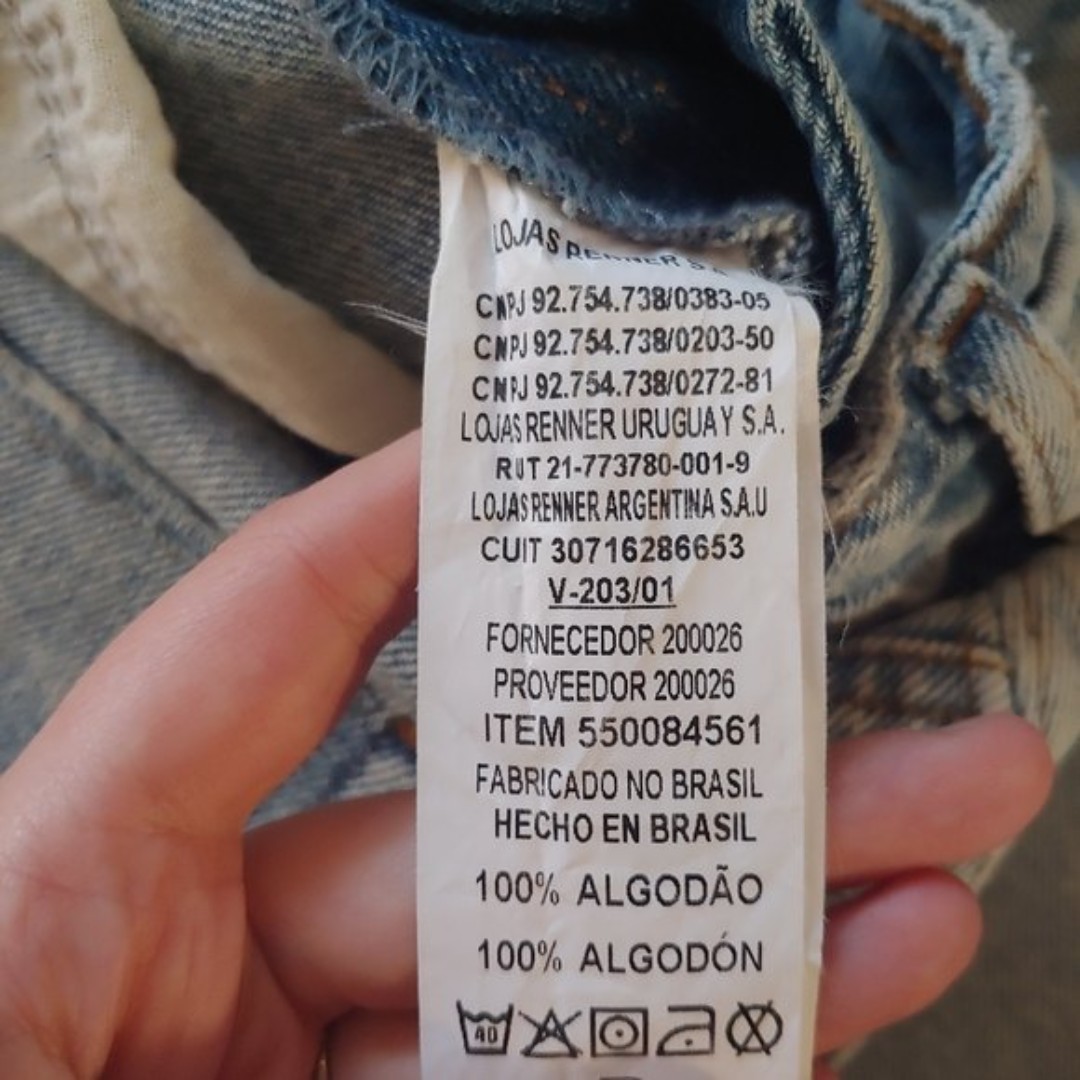 LOJAS RENNER S.A
CNPJ 92.754.738/0383-05
CNPJ 92.754.738/0203-50
CNPJ 92.754.738/0272-81
LOJAS RENNER URUGUAY S.A.
RUT 21-773780-001-9
LOJAS RENNER ARGENTINA S.A.U
CUIT 30716286653
V-203/01
FORNECEDOR 200026
PROVEEDOR 200026
ITEM 550084561
FABRICADO NO BRASIL
HECHO EN BRASIL
100% ALGODÃO
100% ALGODÓN
40